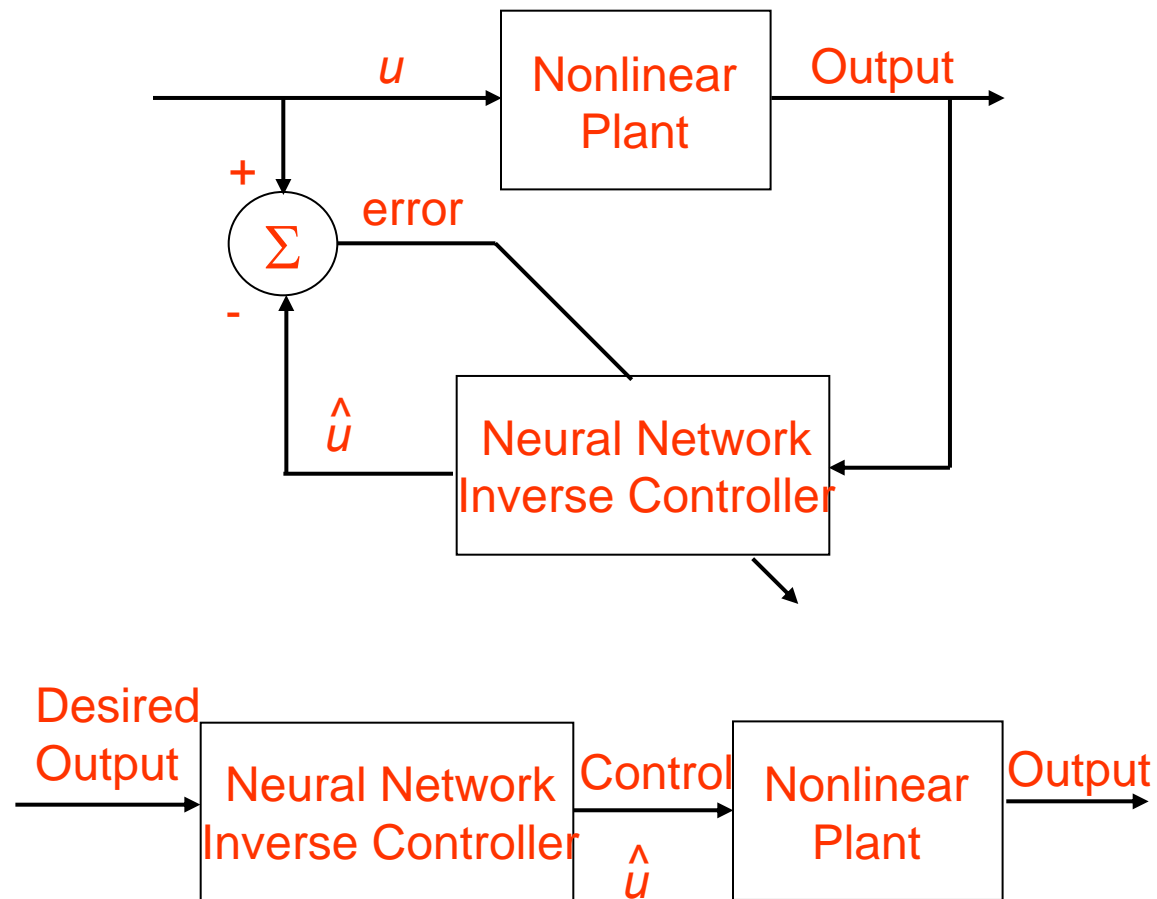 u
Nonlinear
Plant
Output
+
Σ
error
-
û
Neural Network
Inverse Controller
Desired
Output
Neural Network
Inverse Controller
Control
û
Nonlinear
Plant
Output